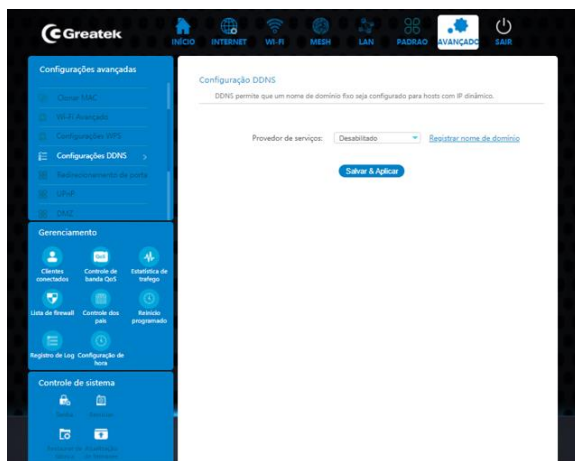 Greatek
INÍCIO INTERNET WI-FI MESH LAN PADRAO AVANÇADO SAIR
Configurações avançadas
Clonar MAC
Wi-Fi Avançado
Configurações WPS
Configurações DDNS >
Redirecionamento de porta
UPnP
DMZ
Gerenciamento
Clientes conectados
Controle de banda QoS
Estatística de trafego
Lista de firewall
Controle dos pais
Reinicio programado
Registro de Log
Configuração de hora
Controle de sistema
Configuração DDNS
DDNS permite que um nome de domínio fixo seja configurado para hosts com IP dinâmico.
Provedor de serviços: Desabilitado Registrar nome de domínio
Salvar & Aplicar